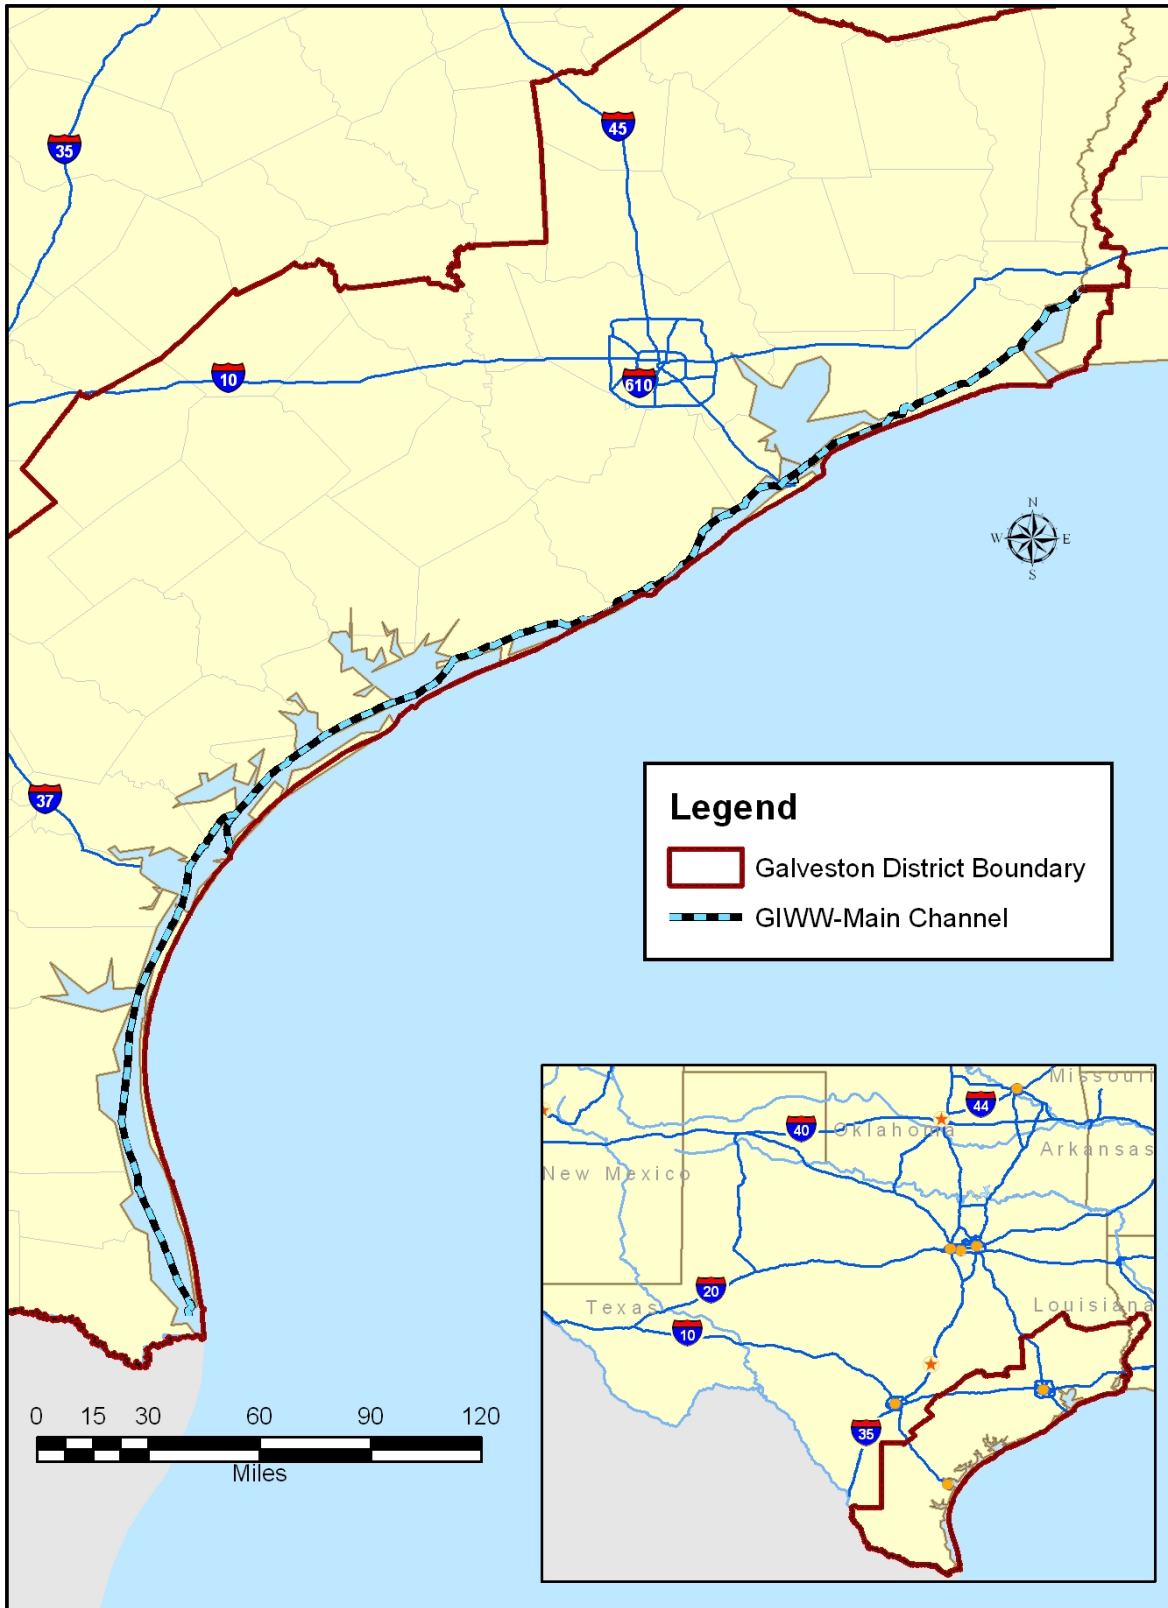 35
45
10
610
N
W E
S
37
Legend
Galveston District Boundary
GIWW-Main Channel
Missouri
44
40
Oklahoma
Arkansas
New Mexico
20
Texas
Louisiana
10
35
0 15 30 60 90 120
Miles